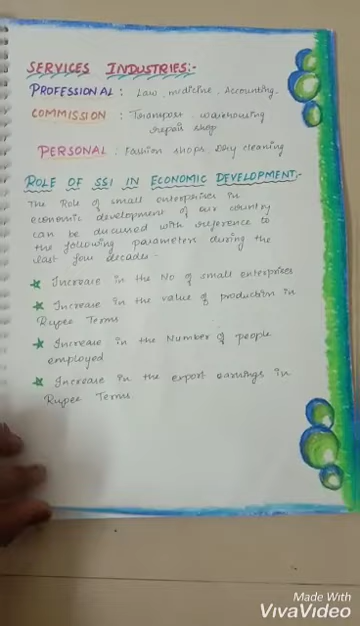 SERVICES INDUSTRIES:-
PROFESSIONAL : Law, medicine, Accounting.
COMMISSION : Transport, warehousing
repair shop
PERSONAL : Fashion shops, Dhy cleaning
ROLE OF SSI IN ECONOMIC DEVELOPMENT:-
The Role of small enterprises in
economic development of our country
can be discussed with reference to
the following parameters during the
last few decades -
★ Increase in the No of small enterprises
★ Increase in the value of production in
Rupee Terms
★ Increase in the Number of people
employed
★ Increase in the export earnings in
Rupee Terms.
Made With
VivaVideo